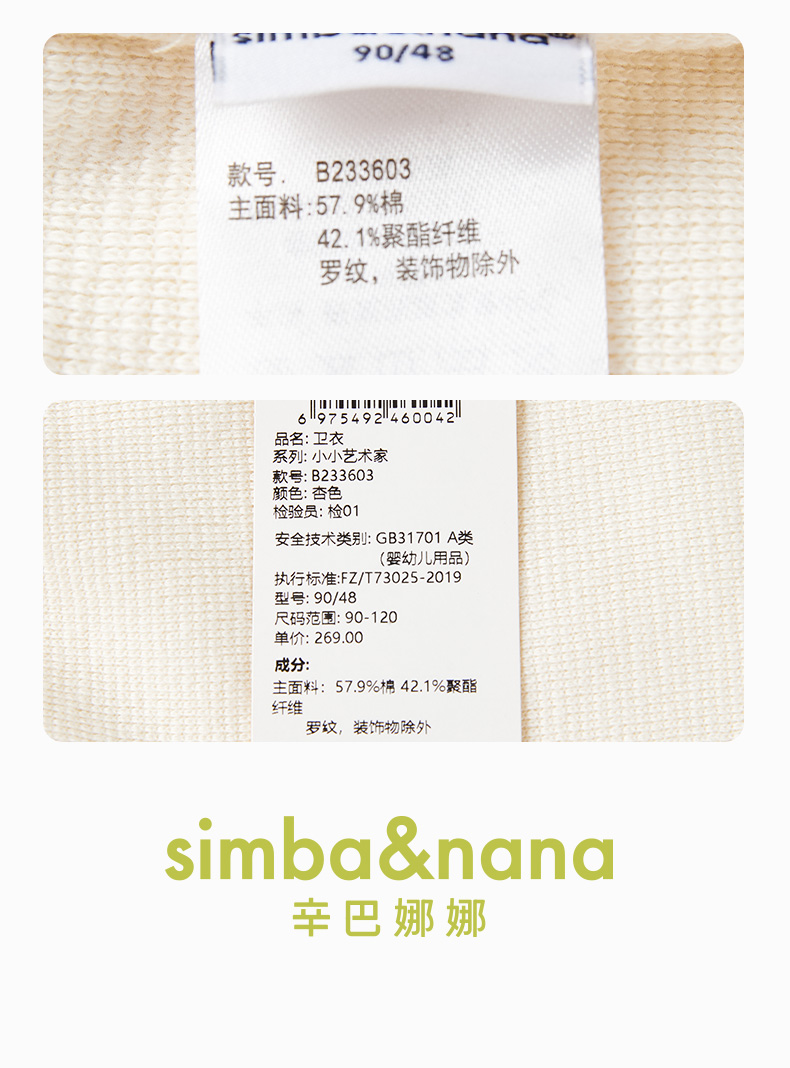 simba&nana®
90/48
款号. B233603
主面料:57.9%棉
42.1%聚酯纤维
罗纹，装饰物除外
6 975492 460042
品名: 卫衣
系列: 小小艺术家
款号: B233603
颜色: 杏色
检验员: 检01
安全技术类别: GB31701 A类
（婴幼儿用品）
执行标准:FZ/T73025-2019
型号: 90/48
尺码范围: 90-120
单价: 269.00
成分:
主面料: 57.9%棉 42.1%聚酯
纤维
罗纹，装饰物除外
simba&nana
辛巴娜娜